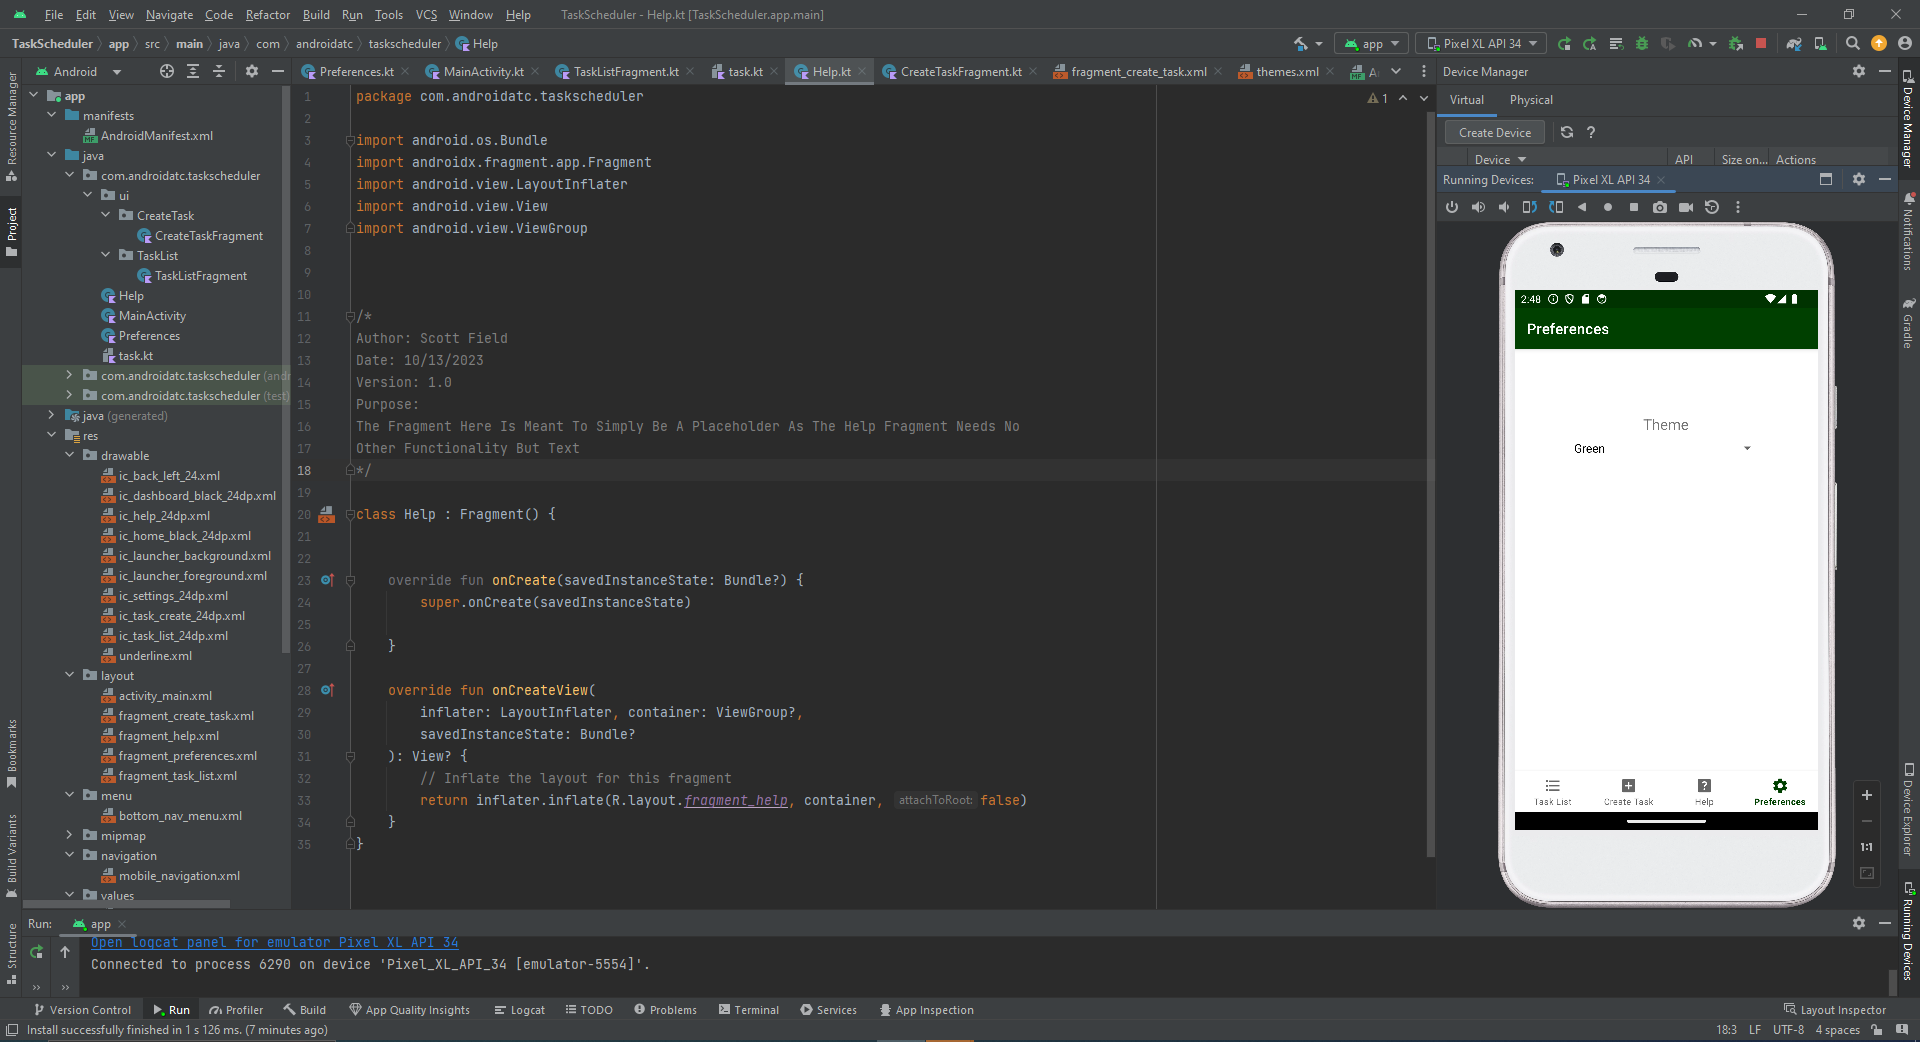 File Edit View Navigate Code Refactor Build Run Tools VCS Window Help TaskScheduler - Help.kt [TaskScheduler.app.main]
TaskScheduler app src main java com androidatc taskscheduler Help
app Pixel XL API 34
Resource Manager
Project
Bookmarks
Build Variants
Structure
Android
app
manifests
AndroidManifest.xml
java
com.androidatc.taskscheduler
ui
CreateTask
CreateTaskFragment
TaskList
TaskListFragment
Help
MainActivity
Preferences
task.kt
com.androidatc.taskscheduler (andr
com.androidatc.taskscheduler (test)
java (generated)
res
drawable
ic_back_left_24.xml
ic_dashboard_black_24dp.xml
ic_help_24dp.xml
ic_home_black_24dp.xml
ic_launcher_background.xml
ic_launcher_foreground.xml
ic_settings_24dp.xml
ic_task_create_24dp.xml
ic_task_list_24dp.xml
underline.xml
layout
activity_main.xml
fragment_create_task.xml
fragment_help.xml
fragment_preferences.xml
fragment_task_list.xml
menu
bottom_nav_menu.xml
mipmap
navigation
mobile_navigation.xml
values
Preferences.kt MainActivity.kt TaskListFragment.kt task.kt Help.kt CreateTaskFragment.kt fragment_create_task.xml themes.xml
1
1 package com.androidatc.taskscheduler
2
3 import android.os.Bundle
4 import androidx.fragment.app.Fragment
5 import android.view.LayoutInflater
6 import android.view.View
7 import android.view.ViewGroup
8
9
10
11 /*
12 Author: Scott Field
13 Date: 10/13/2023
14 Version: 1.0
15 Purpose:
16 The Fragment Here Is Meant To Simply Be A Placeholder As The Help Fragment Needs No
17 Other Functionality But Text
18 */
19
20 class Help : Fragment() {
21
22
23 override fun onCreate(savedInstanceState: Bundle?) {
24 super.onCreate(savedInstanceState)
25
26 }
27
28 override fun onCreateView(
29 inflater: LayoutInflater, container: ViewGroup?,
30 savedInstanceState: Bundle?
31 ): View? {
32 // Inflate the layout for this fragment
33 return inflater.inflate(R.layout.fragment_help, container, attachToRoot: false)
34 }
35 }
Device Manager
Virtual Physical
Create Device ?
Device API Size on... Actions
Running Devices: Pixel XL API 34
2:48
Preferences
Theme
Green
Task List Create Task Help Preferences
1:1
Device Manager
Notifications
Gradle
Device Explorer
Running Devices
Run: app
Open logcat panel for emulator Pixel XL API 34
Connected to process 6290 on device 'Pixel_XL_API_34 [emulator-5554]'.
Version Control Run Profiler Build App Quality Insights Logcat TODO Problems Terminal Services App Inspection Layout Inspector
Install successfully finished in 1 s 126 ms. (7 minutes ago) 18:3 LF UTF-8 4 spaces